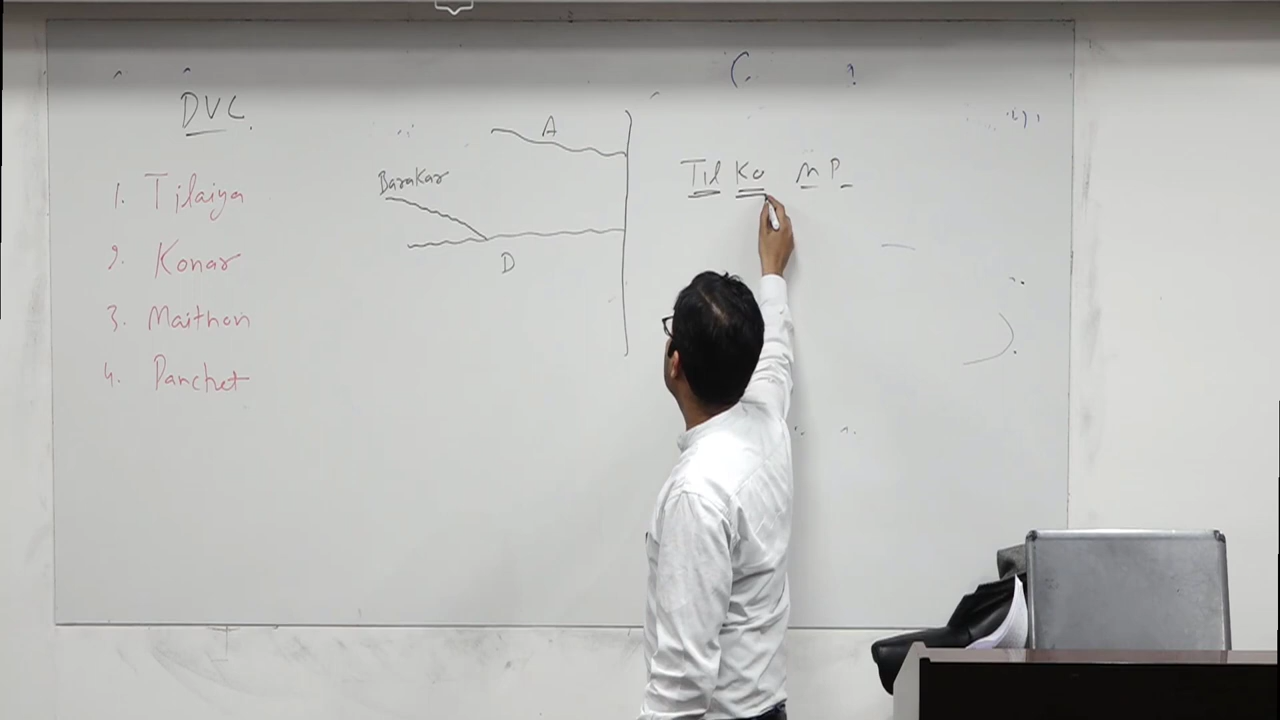 DVC
1. Tilaiya
2. Konar
3. Maithon
4. Panchet
A
Barakar
D
Til Ko M P